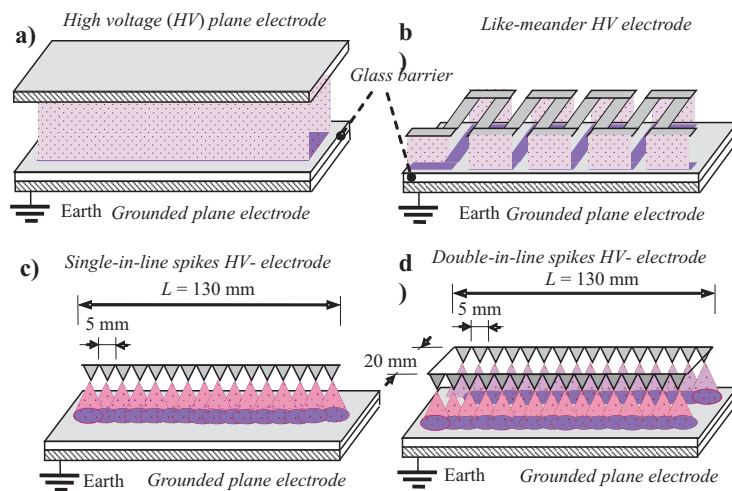 a)
High voltage (HV) plane electrode
Earth
Grounded plane electrode
Glass barrier
b
)
Like-meander HV electrode
Earth
Grounded plane electrode
c)
Single-in-line spikes HV- electrode
L = 130 mm
5 mm
Earth
Grounded plane electrode
d
)
Double-in-line spikes HV- electrode
L = 130 mm
5 mm
20 mm
Earth
Grounded plane electrode